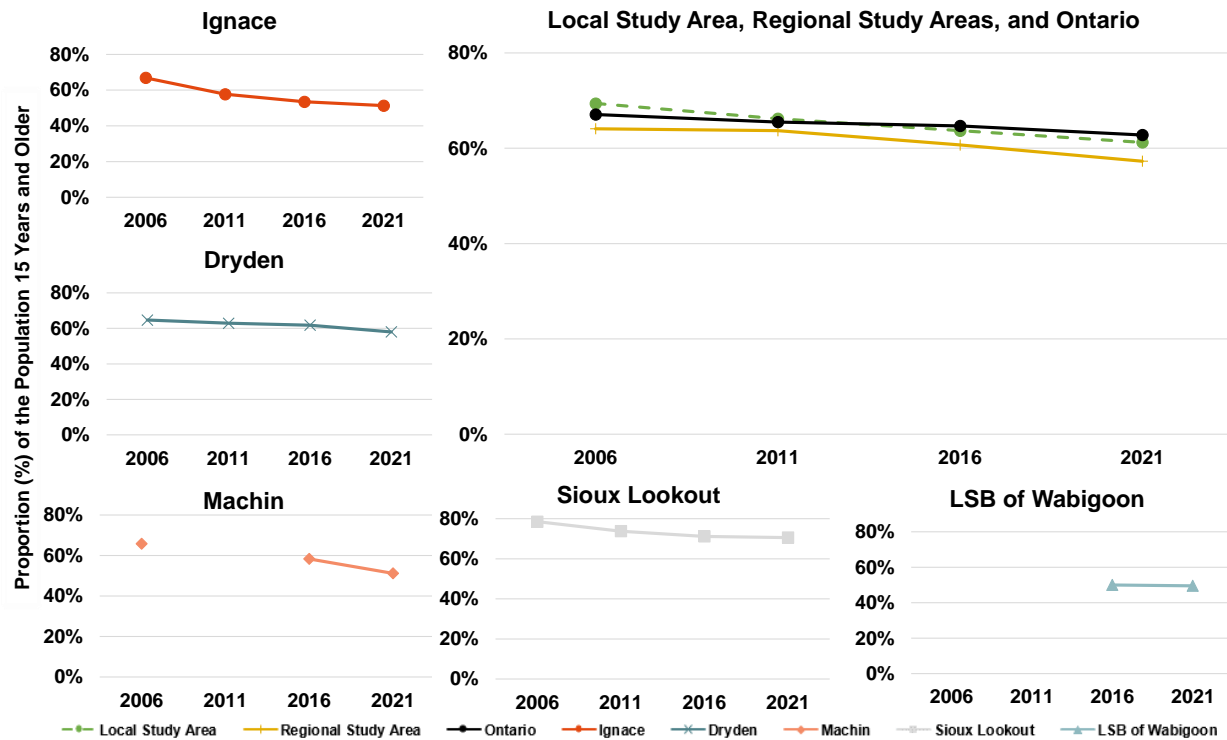 Proportion (%) of the Population 15 Years and Older
Ignace
80%
60%
40%
20%
0%
2006 2011 2016 2021
Local Study Area, Regional Study Areas, and Ontario
80%
60%
40%
20%
0%
2006 2011 2016 2021
Dryden
80%
60%
40%
20%
0%
2006 2011 2016 2021
Machin
80%
60%
40%
20%
0%
2006 2011 2016 2021
Sioux Lookout
80%
60%
40%
20%
0%
2006 2011 2016 2021
LSB of Wabigoon
80%
60%
40%
20%
0%
2006 2011 2016 2021
Local Study Area Regional Study Area Ontario Ignace Dryden Machin Sioux Lookout LSB of Wabigoon